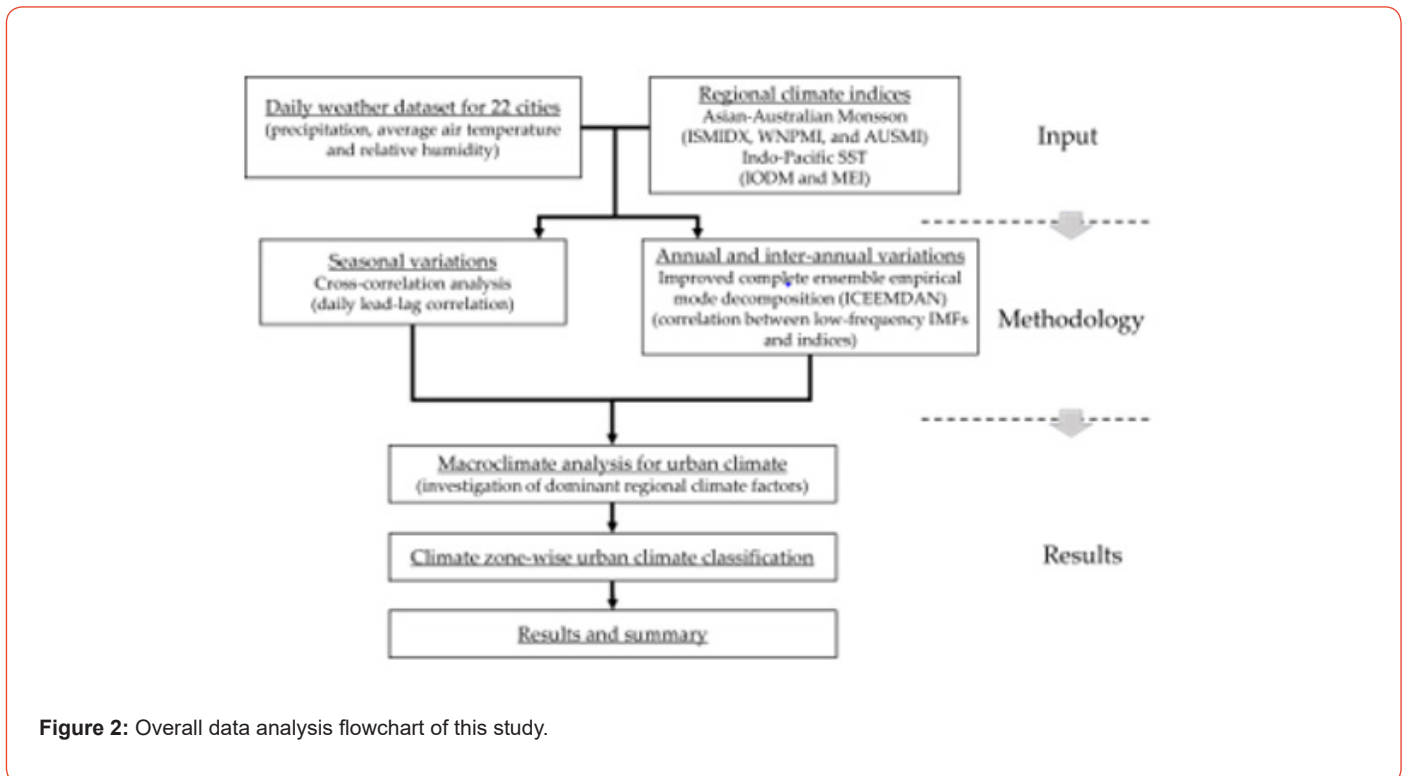 Daily weather dataset for 22 cities
(precipitation, average air temperature
and relative humidity)
Regional climate indices
Asian-Australian Monsson
(ISMIDX, WNPMI, and AUSMI)
Indo-Pacific SST
(IODM and MEI)
Input
Seasonal variations
Cross-correlation analysis
(daily lead-lag correlation)
Annual and inter-annual variations
Improved complete ensemble empirical
mode decomposition (ICEEMDAN)
(correlation between low-frequency IMFs
and indices)
Methodology
Macroclimate analysis for urban climate
(investigation of dominant regional climate factors)
Climate zone-wise urban climate classification
Results and summary
Results
Figure 2: Overall data analysis flowchart of this study.